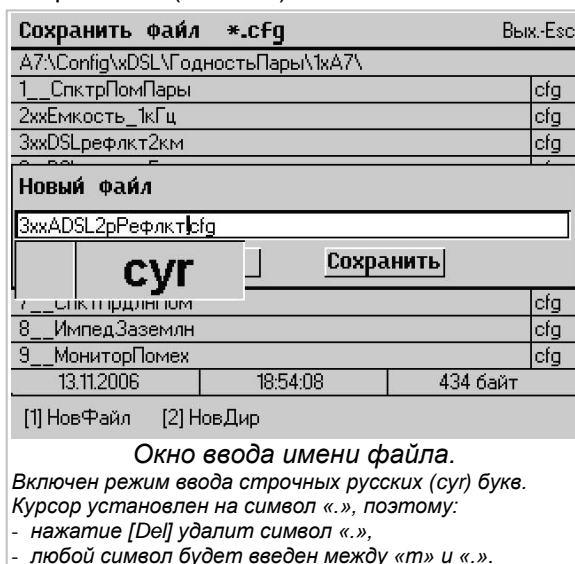 Сохранить файл *.cfg Вых.-Esc
A7:\Config\xDSL\ГодностьПары\1xA7\
1__СпктрПомПары cfg
2xxЕмкость_1кГц cfg
3xxDSLрефлкт2км cfg
Новый файл
3xxADSL2pРефлкт.cfg
cyr Сохранить
7__СпктПрдлнПом cfg
8__ИмпедЗаземлн cfg
9__МониторПомех cfg
13.11.2006 18:54:08 434 байт
[1] НовФайл [2] НовДир
Окно ввода имени файла.
Включен режим ввода строчных русских (cyr) букв.
Курсор установлен на символ «.», поэтому:
- нажатие [Del] удалит символ «.»,
- любой символ будет введен между «т» и «.».